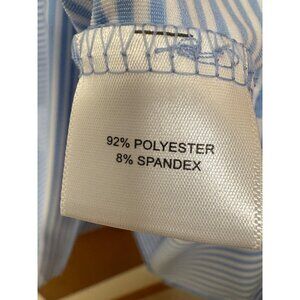 92% POLYESTER
8% SPANDEX